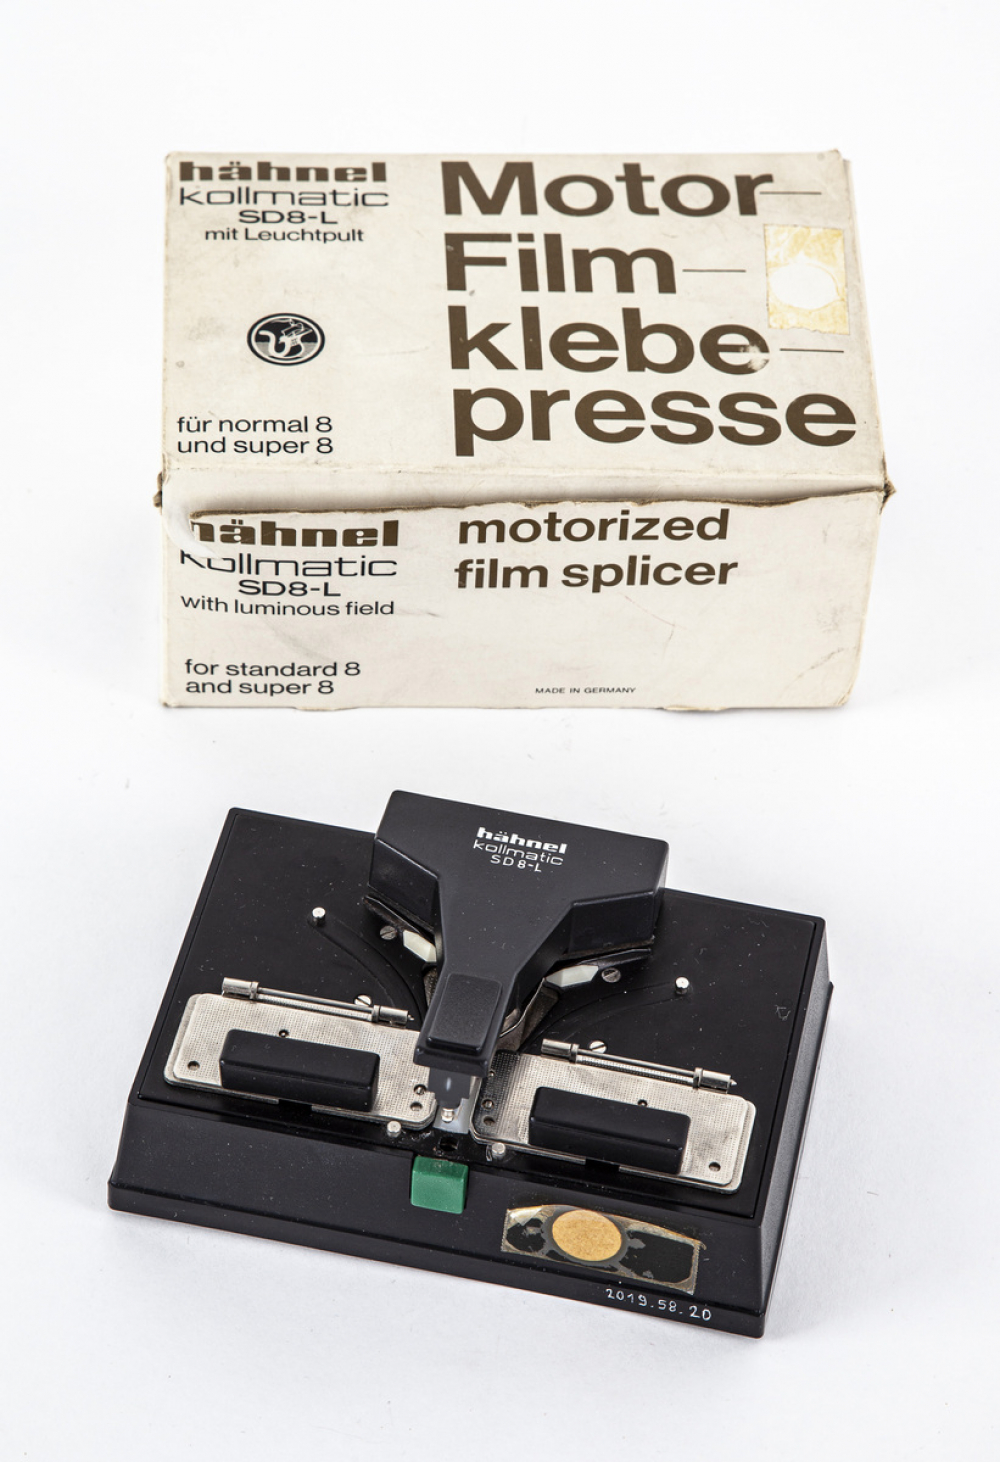 hähnel
kollmatic
SD8-L
mit Leuchtpult
für normal 8
und super 8
Motor-
Film-
klebe-
presse
hähnel
kollmatic
SD8-L
with luminous field
for standard 8
and super 8
motorized
film splicer
MADE IN GERMANY
hähnel
kollmatic
SD8-L
2019.58.20